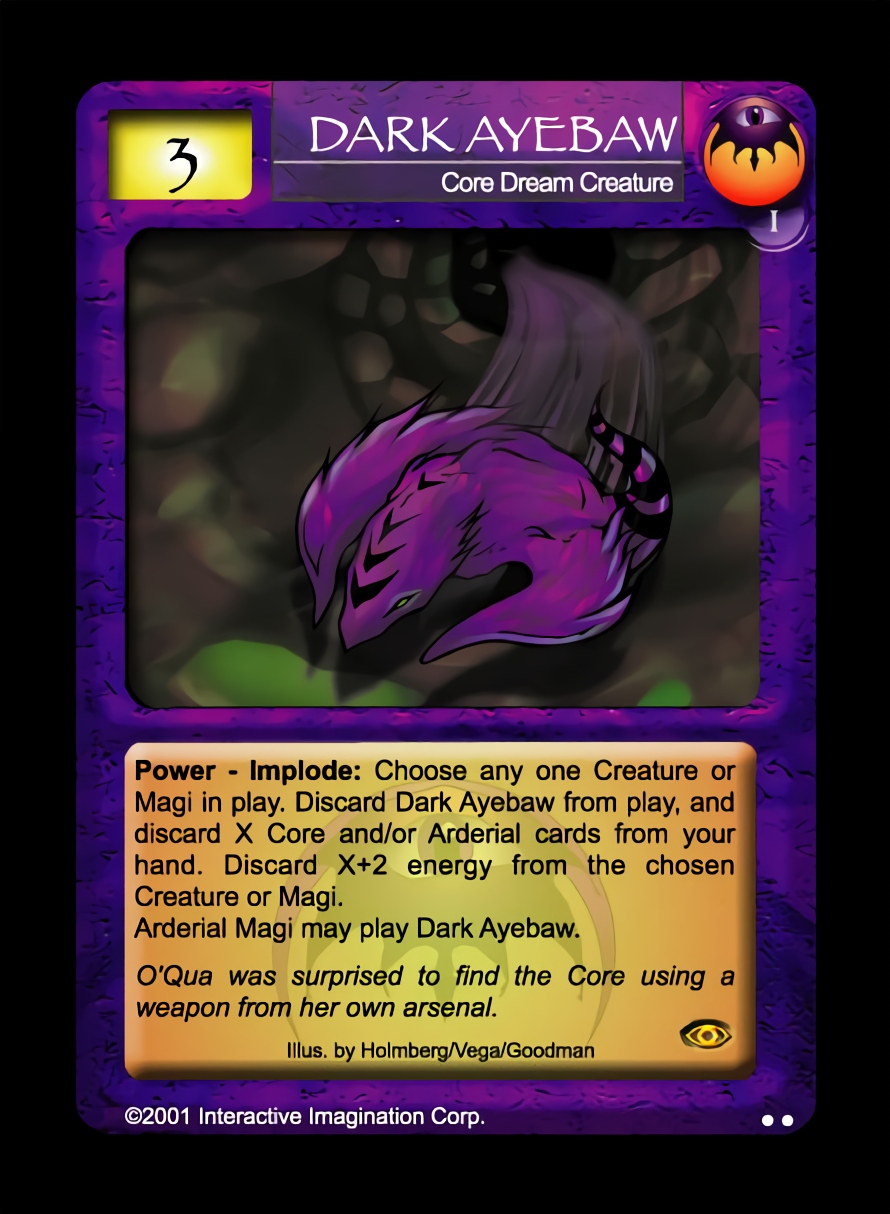 3
DARK AYEBAW
Core Dream Creature
I
Power - Implode: Choose any one Creature or
Magi in play. Discard Dark Ayebaw from play, and
discard X Core and/or Arderial cards from your
hand. Discard X+2 energy from the chosen
Creature or Magi.
Arderial Magi may play Dark Ayebaw.
O'Qua was surprised to find the Core using a
weapon from her own arsenal.
Illus. by Holmberg/Vega/Goodman
©2001 Interactive Imagination Corp.